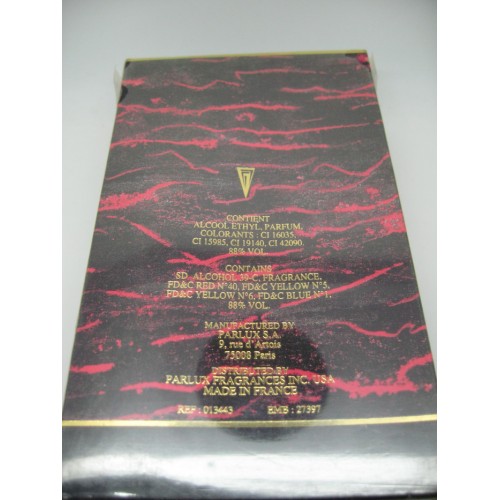 CONTIENT
ALCOOL ETHYL, PARFUM,
COLORANTS : CI 16035,
CI 15985, CI 19140, CI 42090.
88% VOL
CONTAINS
SD. ALCOHOL 39-C, FRAGRANCE,
FD&C RED N°40, FD&C YELLOW N°5,
FD&C YELLOW N°6, FD&C BLUE N°1.
88% VOL
MANUFACTURED BY
PARLUX S.A.
9, rue d'Artois
75008 Paris
DISTRIBUTED BY
PARLUX FRAGRANCES INC. USA
MADE IN FRANCE
REF : 013443 EMB : 27397